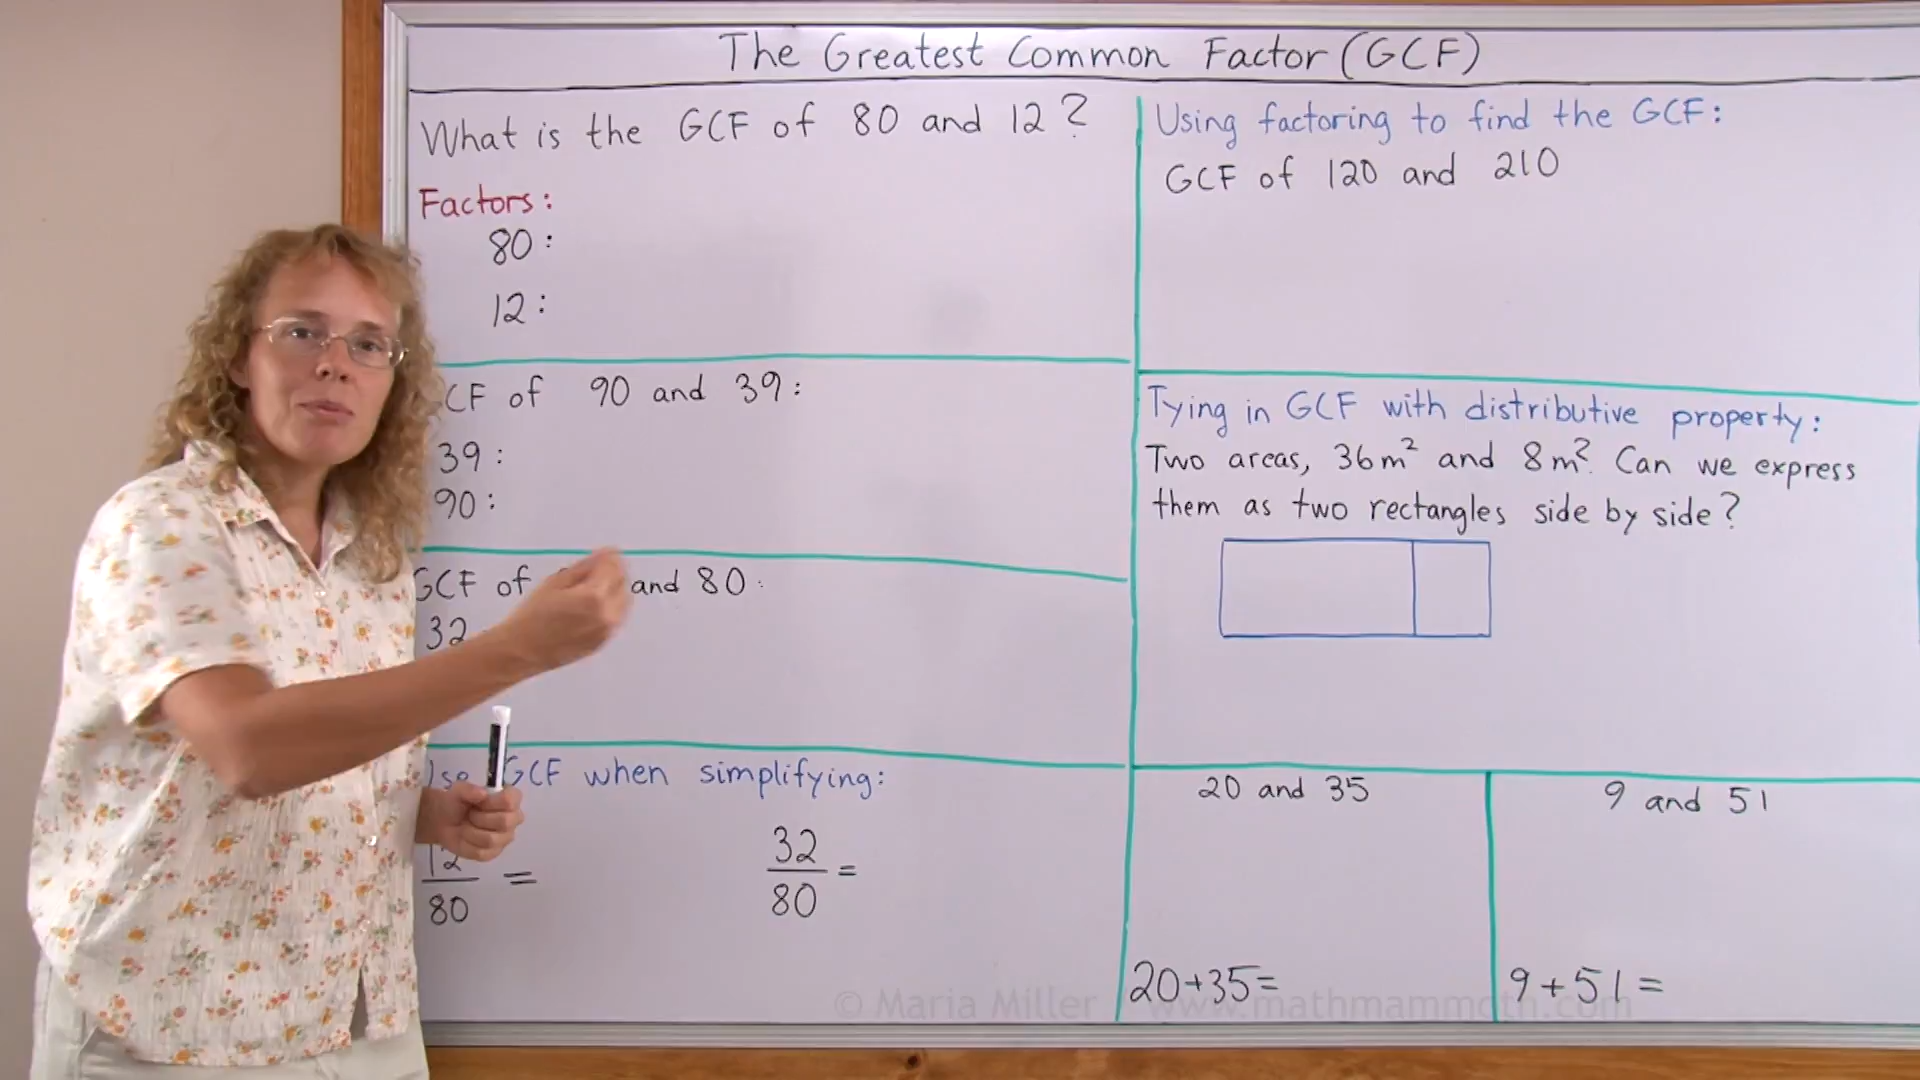 The Greatest Common Factor (GCF)
What is the GCF of 80 and 12?
Factors:
80:
12:
CF of 90 and 39:
39:
90:
GCF of and 80:
32
Use GCF when simplifying:
12
80
=
32
80
=
Using factoring to find the GCF:
GCF of 120 and 210
Tying in GCF with distributive property:
Two areas, 36m² and 8m². Can we express
them as two rectangles side by side?
20 and 35
20+35=
9 and 51
9+51=
© Maria Miller www.mathmammoth.com